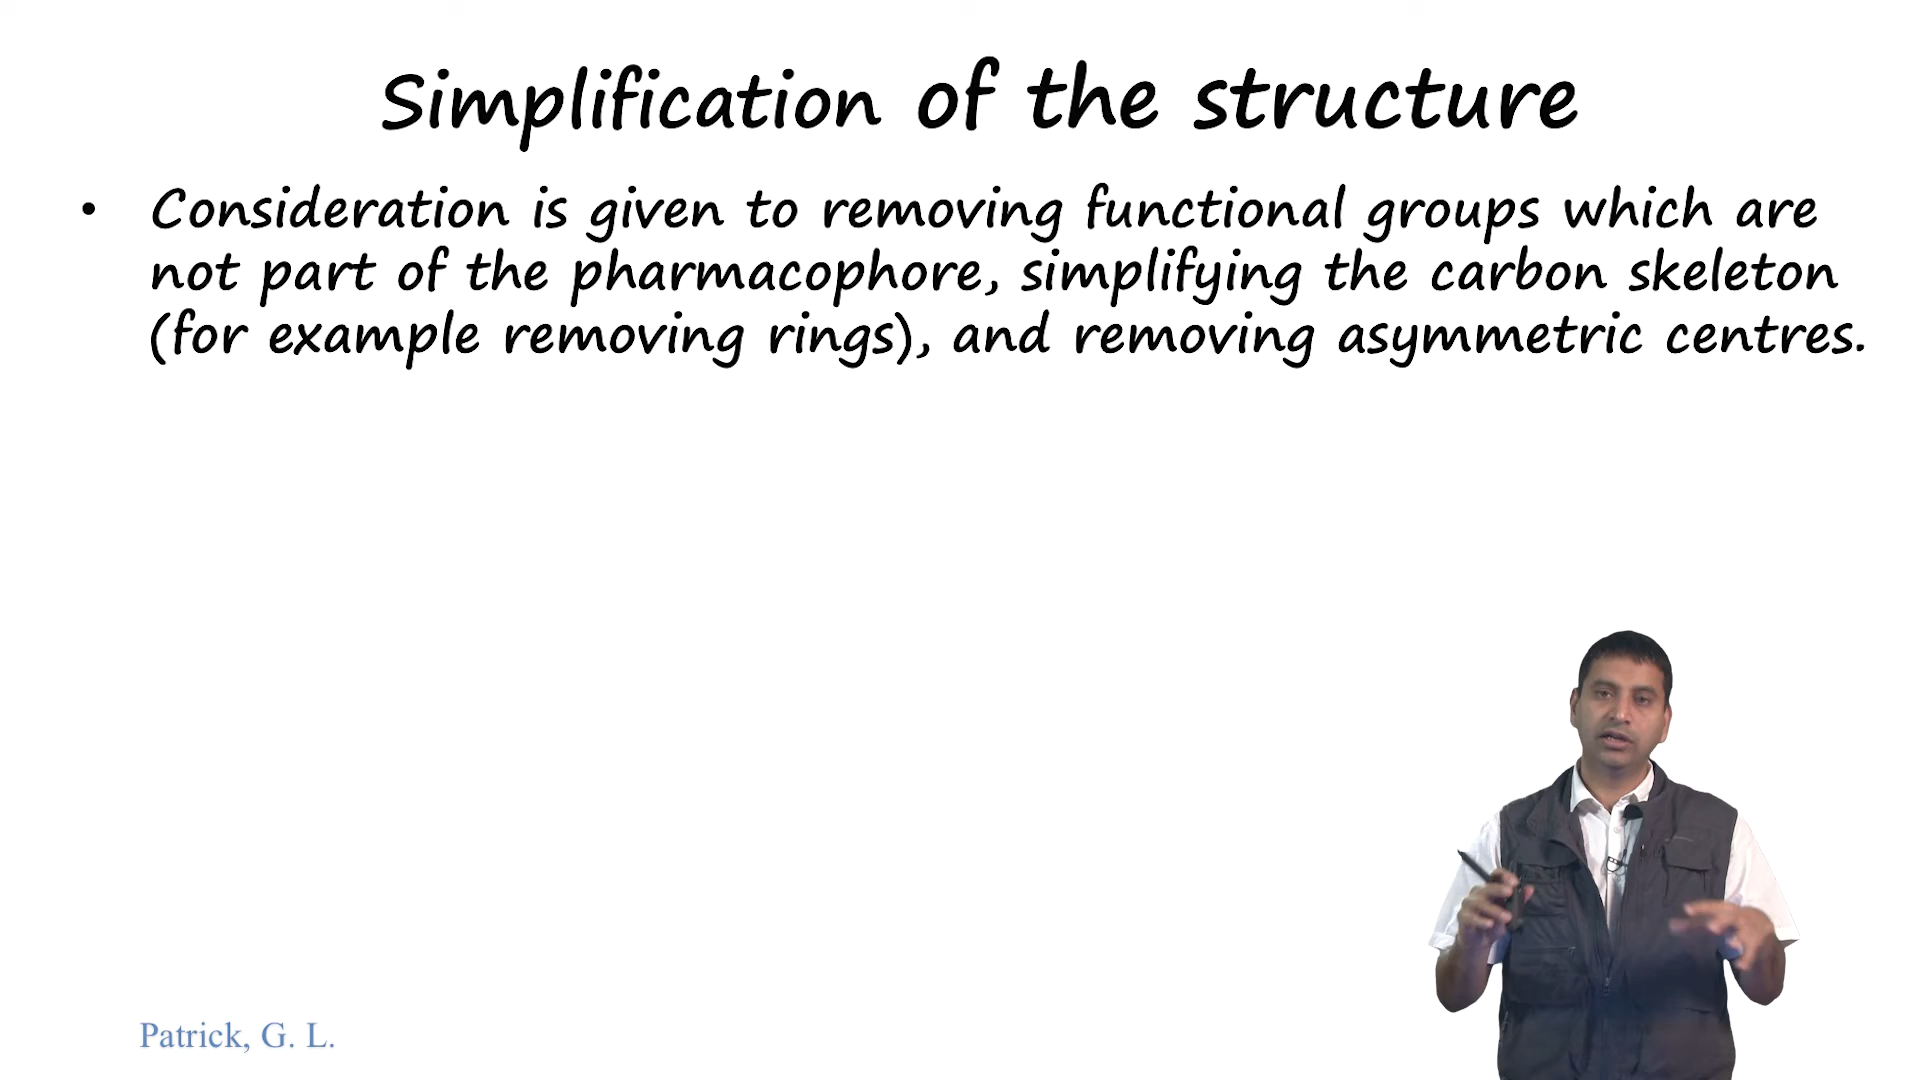 Simplification of the structure
• Consideration is given to removing functional groups which are
not part of the pharmacophore, simplifying the carbon skeleton
(for example removing rings), and removing asymmetric centres.
Patrick, G. L.